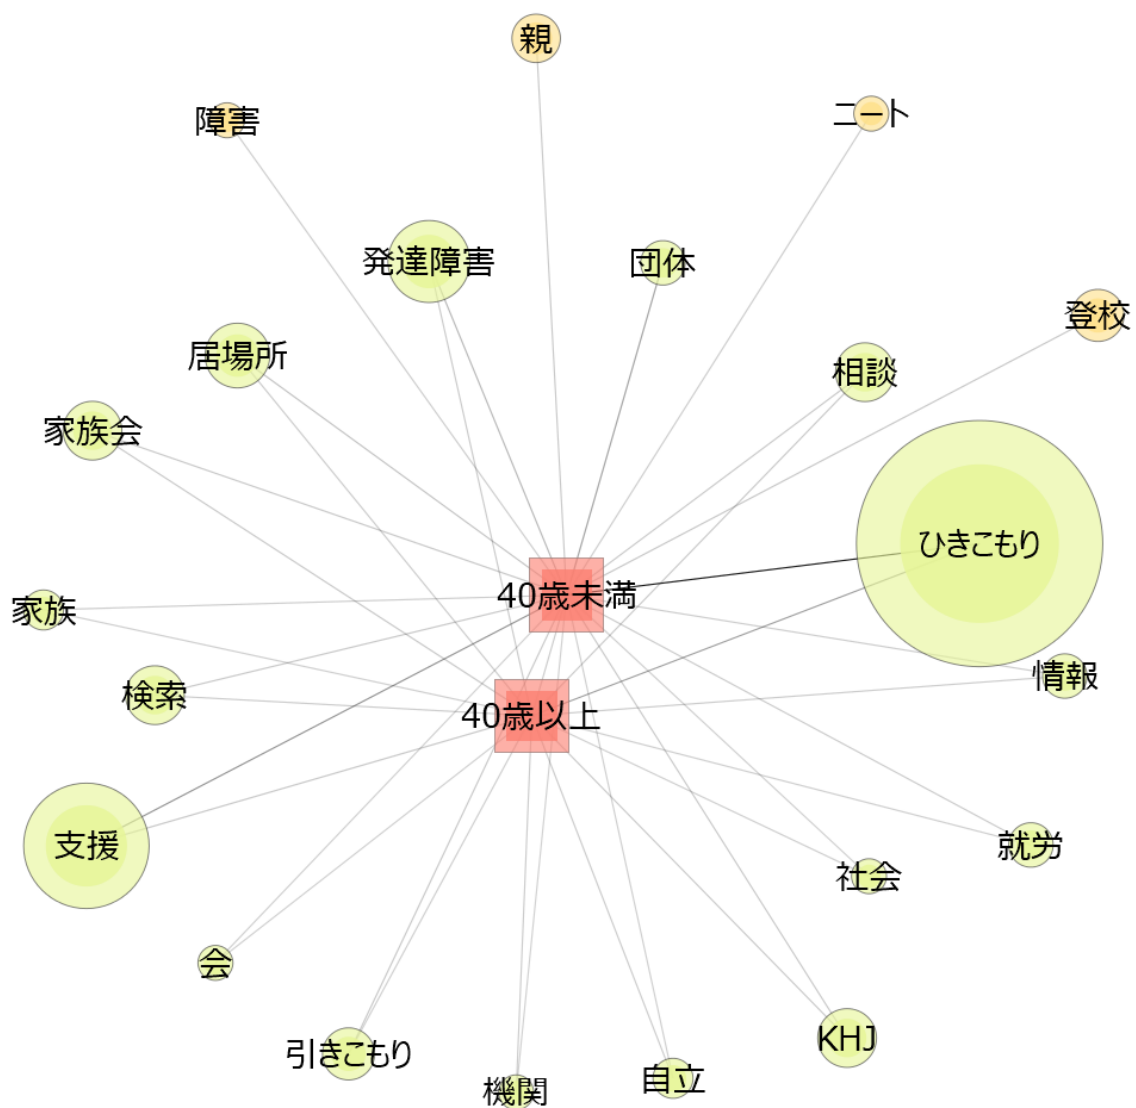 親
障害
ニート
発達障害
団体
登校
居場所
相談
家族会
ひきこもり
40歳未満
家族
情報
検索
40歳以上
支援
就労
社会
会
KHJ
引きこもり
自立
機関